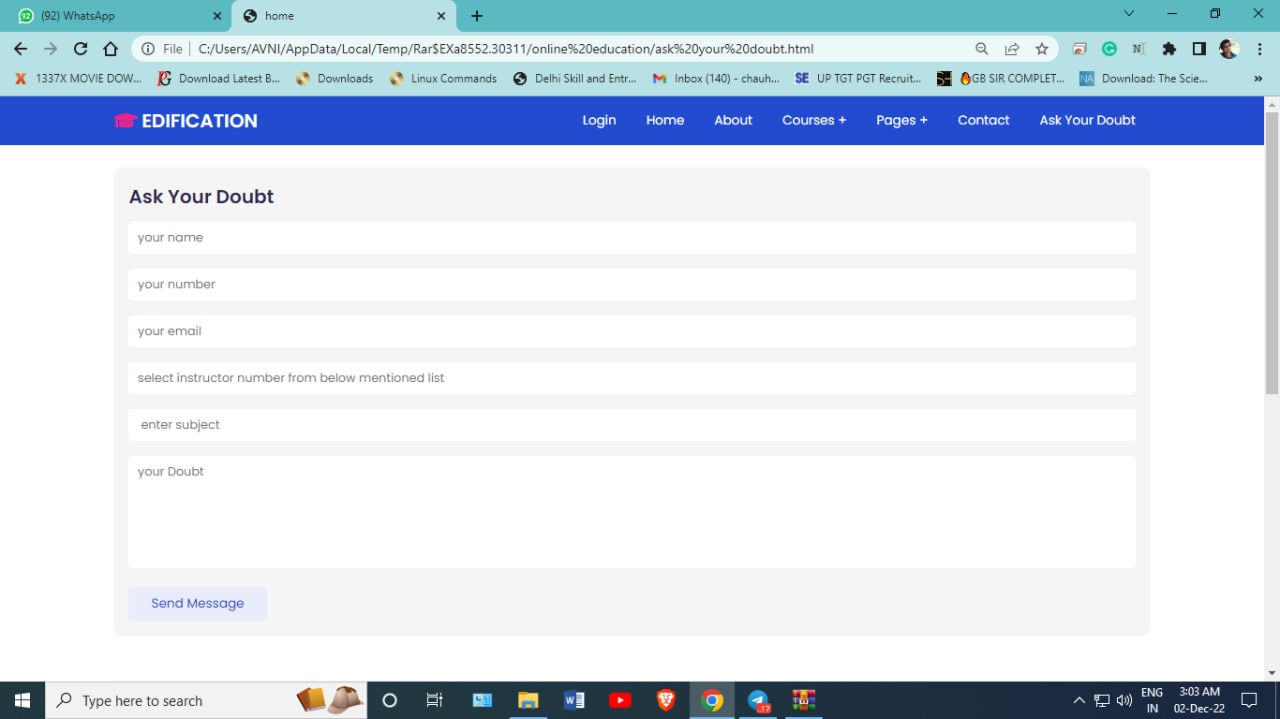 92 (92) WhatsApp home
File C:/Users/AVNI/AppData/Local/Temp/Rar$EXa8552.30311/online%20education/ask%20your%20doubt.html
1337X MOVIE DOW... Download Latest B... Downloads Linux Commands Delhi Skill and Entr... Inbox (140) - chauh... SE UP TGT PGT Recruit... GB SIR COMPLET... NA Download: The Scie... »
EDIFICATION Login Home About Courses + Pages + Contact Ask Your Doubt
Ask Your Doubt
your name
your number
your email
select instructor number from below mentioned list
enter subject
your Doubt
Send Message
Type here to search 17 ENG 3:03 AM
IN 02-Dec-22